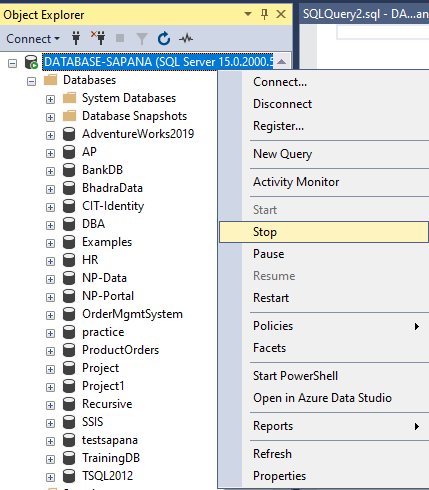 Object Explorer
SQLQuery2.sql - DA...an
Connect
DATABASE-SAPANA (SQL Server 15.0.2000.5
Databases
System Databases
Database Snapshots
AdventureWorks2019
AP
BankDB
BhadraData
CIT-Identity
DBA
Examples
HR
NP-Data
NP-Portal
OrderMgmtSystem
practice
ProductOrders
Project
Project1
Recursive
SSIS
testsapana
TrainingDB
TSQL2012
Connect...
Disconnect
Register...
New Query
Activity Monitor
Start
Stop
Pause
Resume
Restart
Policies
Facets
Start PowerShell
Open in Azure Data Studio
Reports
Refresh
Properties